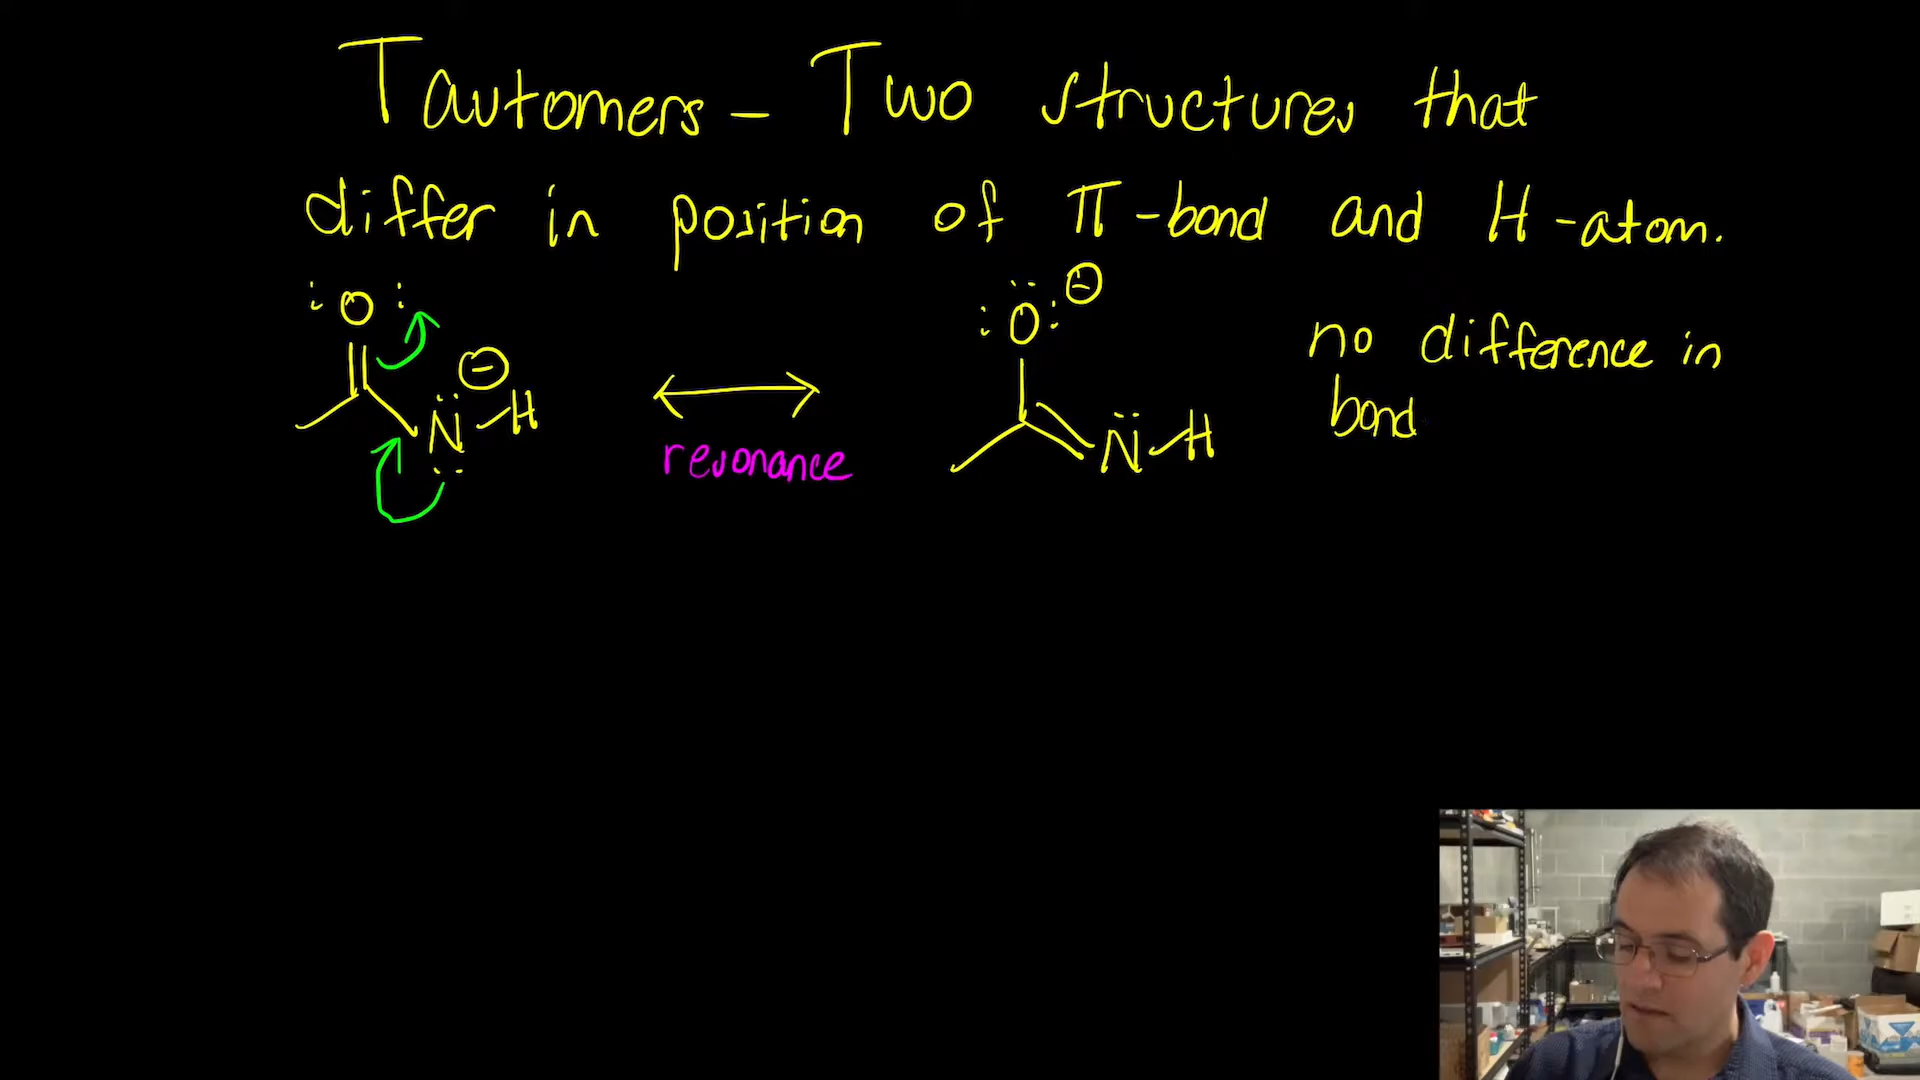 Tautomers – Two structures that
differ in position of π-bond and H-atom.
:O:
⊖
N̈–H
resonance
:Ö: ⊖
N̈–H
no difference in
bond